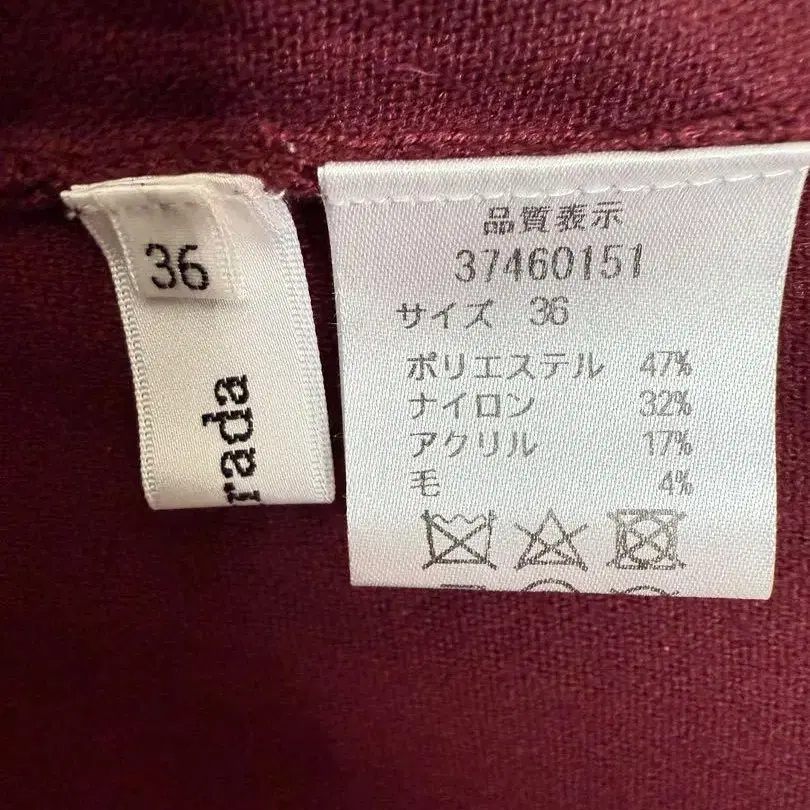 36
rada
品質表示
37460151
サイズ 36
ポリエステル 47%
ナイロン 32%
アクリル 17%
毛 4%